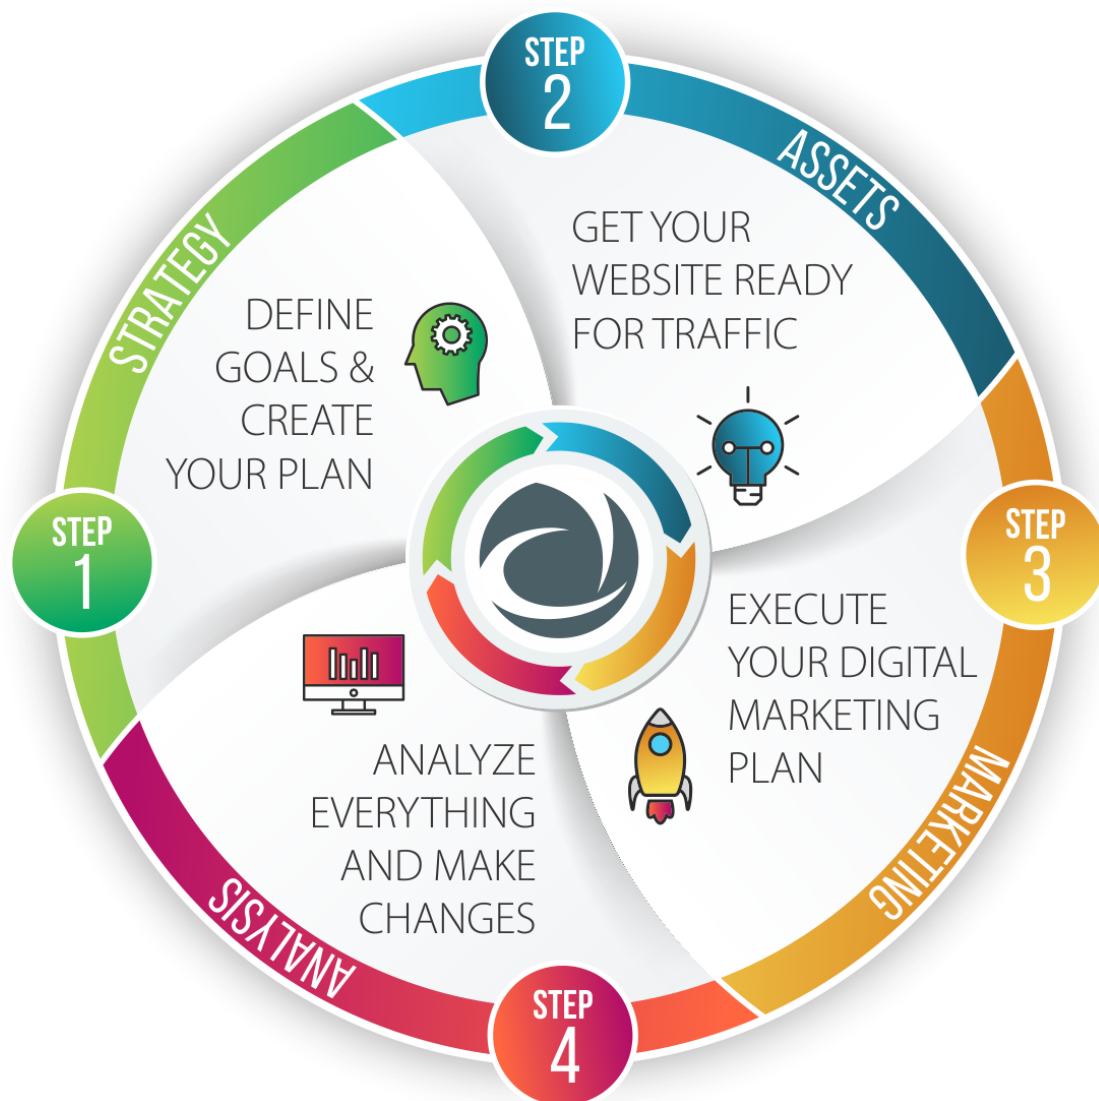 STEP
1
STRATEGY
DEFINE
GOALS &
CREATE
YOUR PLAN
STEP
2
ASSETS
GET YOUR
WEBSITE READY
FOR TRAFFIC
STEP
3
MARKETING
EXECUTE
YOUR DIGITAL
MARKETING
PLAN
STEP
4
ANALYSIS
ANALYZE
EVERYTHING
AND MAKE
CHANGES